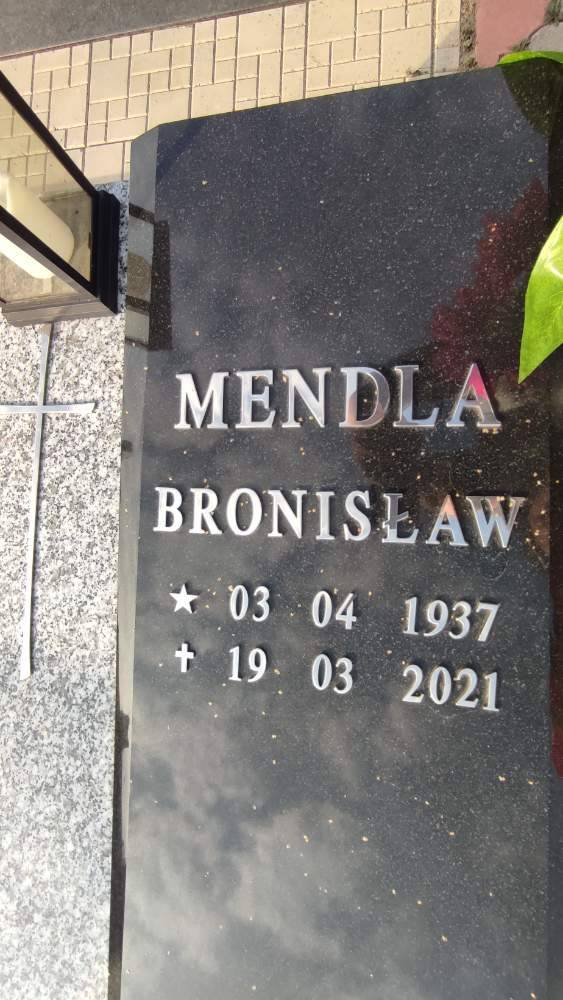 MENDLA
BRONISŁAW
★ 03 04 1937
✝ 19 03 2021